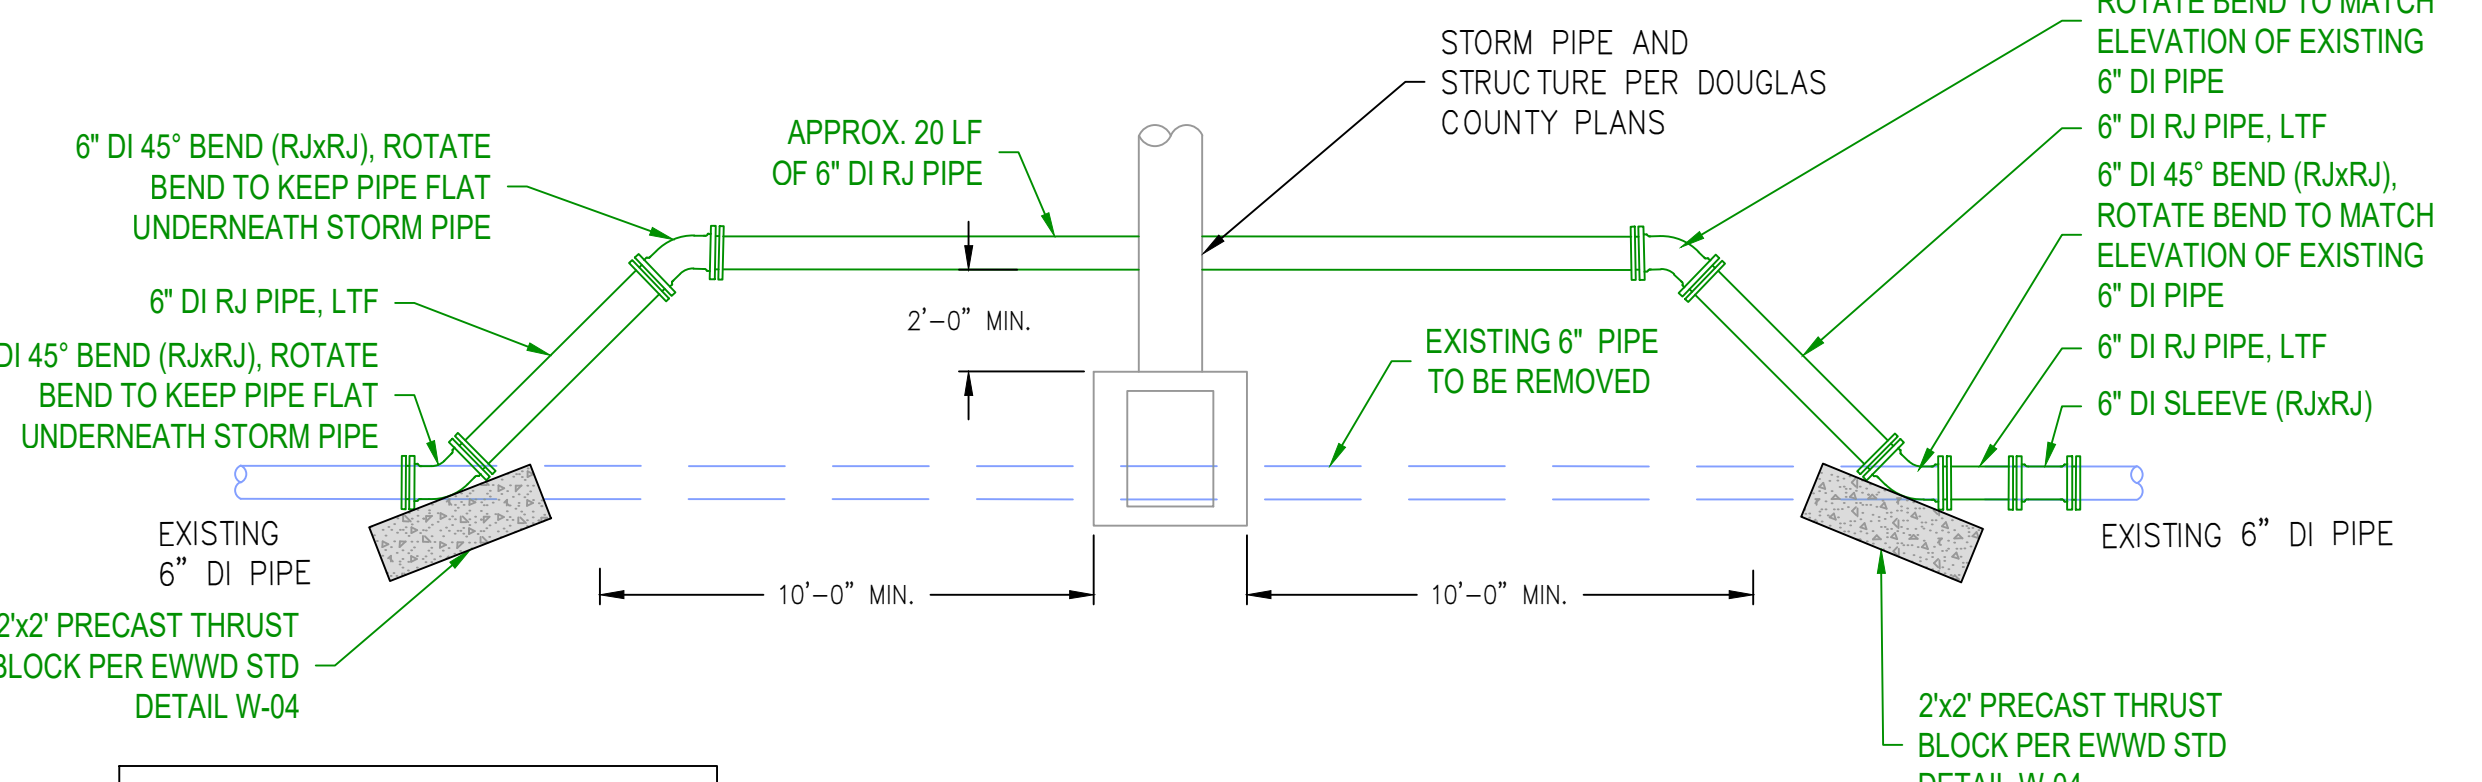 6" DI 45° BEND (RJxRJ), ROTATE
BEND TO KEEP PIPE FLAT
UNDERNEATH STORM PIPE
6" DI RJ PIPE, LTF
DI 45° BEND (RJxRJ), ROTATE
BEND TO KEEP PIPE FLAT
UNDERNEATH STORM PIPE
EXISTING
6" DI PIPE
2'x2' PRECAST THRUST
BLOCK PER EWWD STD
DETAIL W-04
APPROX. 20 LF
OF 6" DI RJ PIPE
2'-0" MIN.
10'-0" MIN.
STORM PIPE AND
STRUCTURE PER DOUGLAS
COUNTY PLANS
EXISTING 6" PIPE
TO BE REMOVED
10'-0" MIN.
ROTATE BEND TO MATCH
ELEVATION OF EXISTING
6" DI PIPE
6" DI RJ PIPE, LTF
6" DI 45° BEND (RJxRJ),
ROTATE BEND TO MATCH
ELEVATION OF EXISTING
6" DI PIPE
6" DI RJ PIPE, LTF
6" DI SLEEVE (RJxRJ)
EXISTING 6" DI PIPE
2'x2' PRECAST THRUST
BLOCK PER EWWD STD
DETAIL W-04